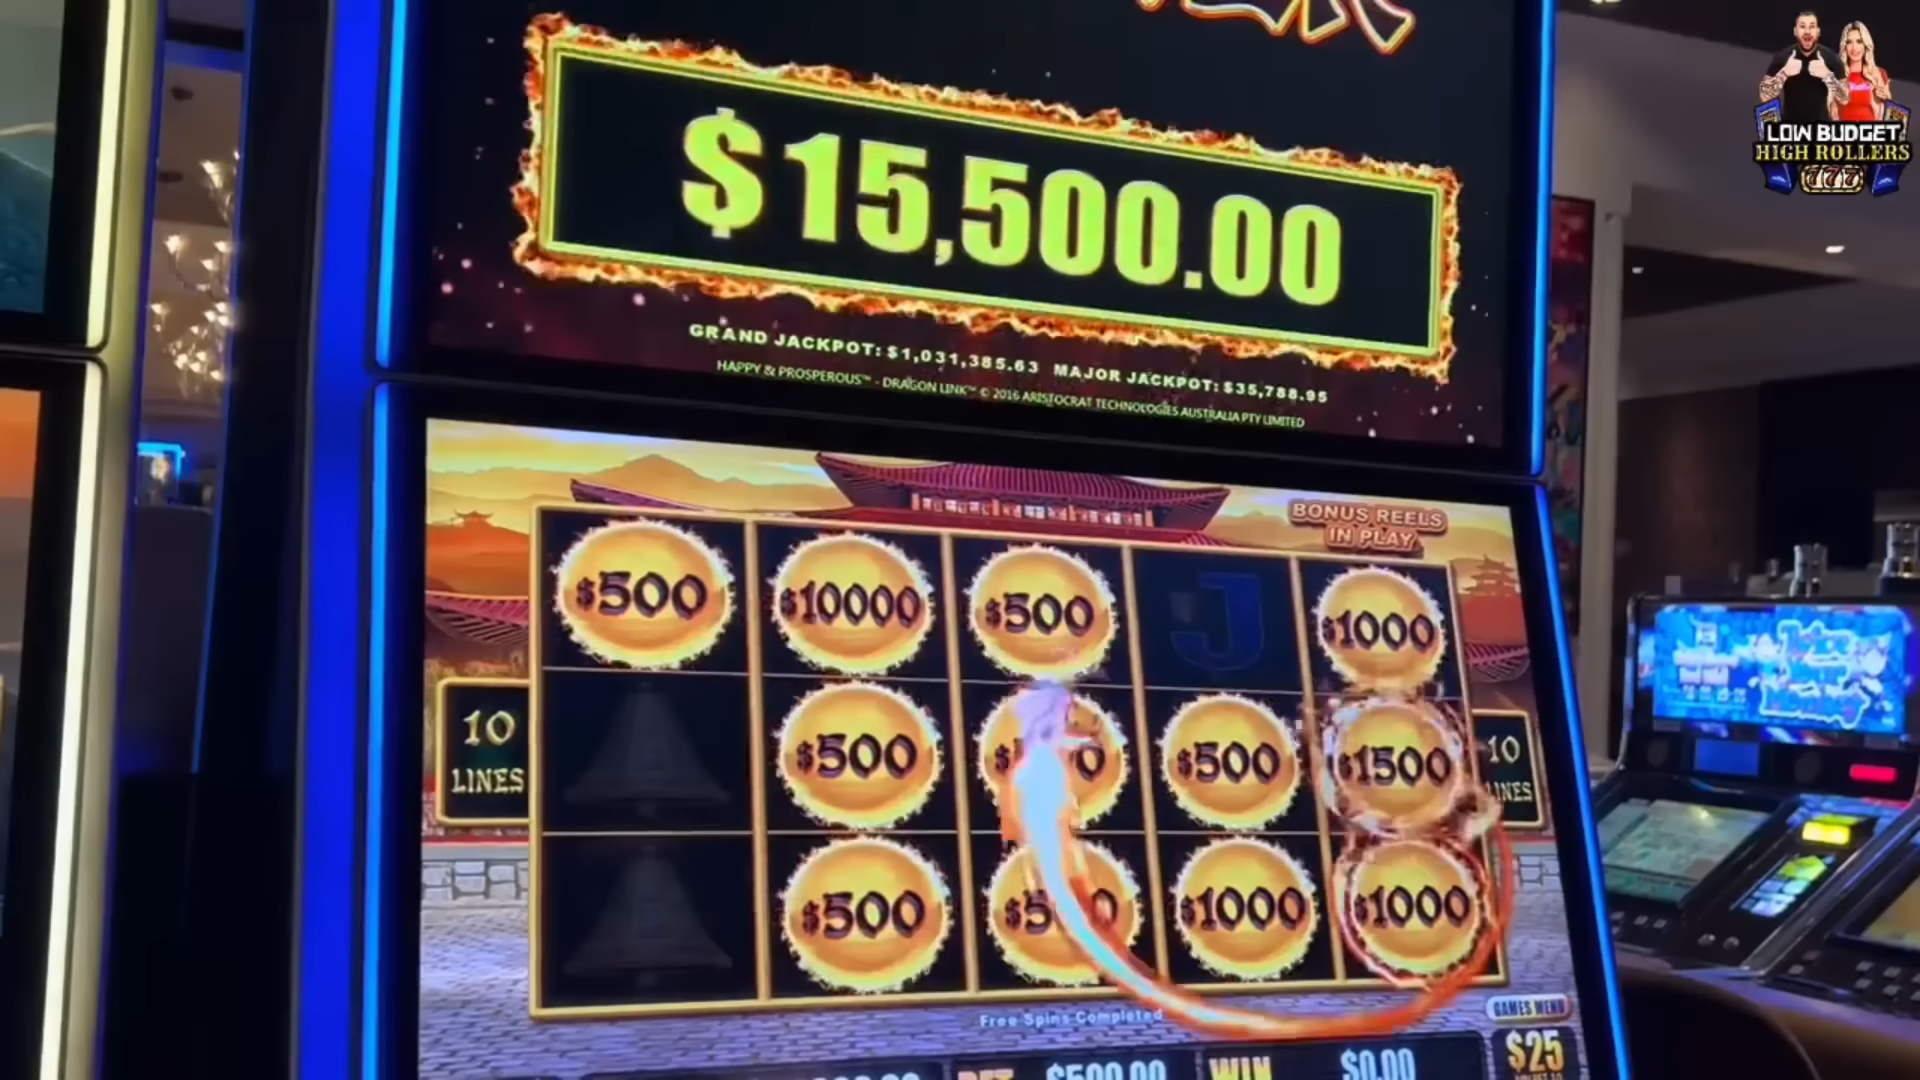 LOW BUDGET
HIGH ROLLERS
777
$15,500.00
GRAND JACKPOT: $1,031,385.63 MAJOR JACKPOT: $35,788.95
HAPPY & PROSPEROUS™ - DRAGON LINK™ © 2016 ARISTOCRAT TECHNOLOGIES AUSTRALIA PTY LIMITED
BONUS REELS
IN PLAY
$500 $10000 $500 J $1000
10
LINES
$500 $500 $1500
10
LINES
$500 $1000 $1000
Free Spins Completed
GAMES MENU
$25
BET $500.00 WIN $0.00